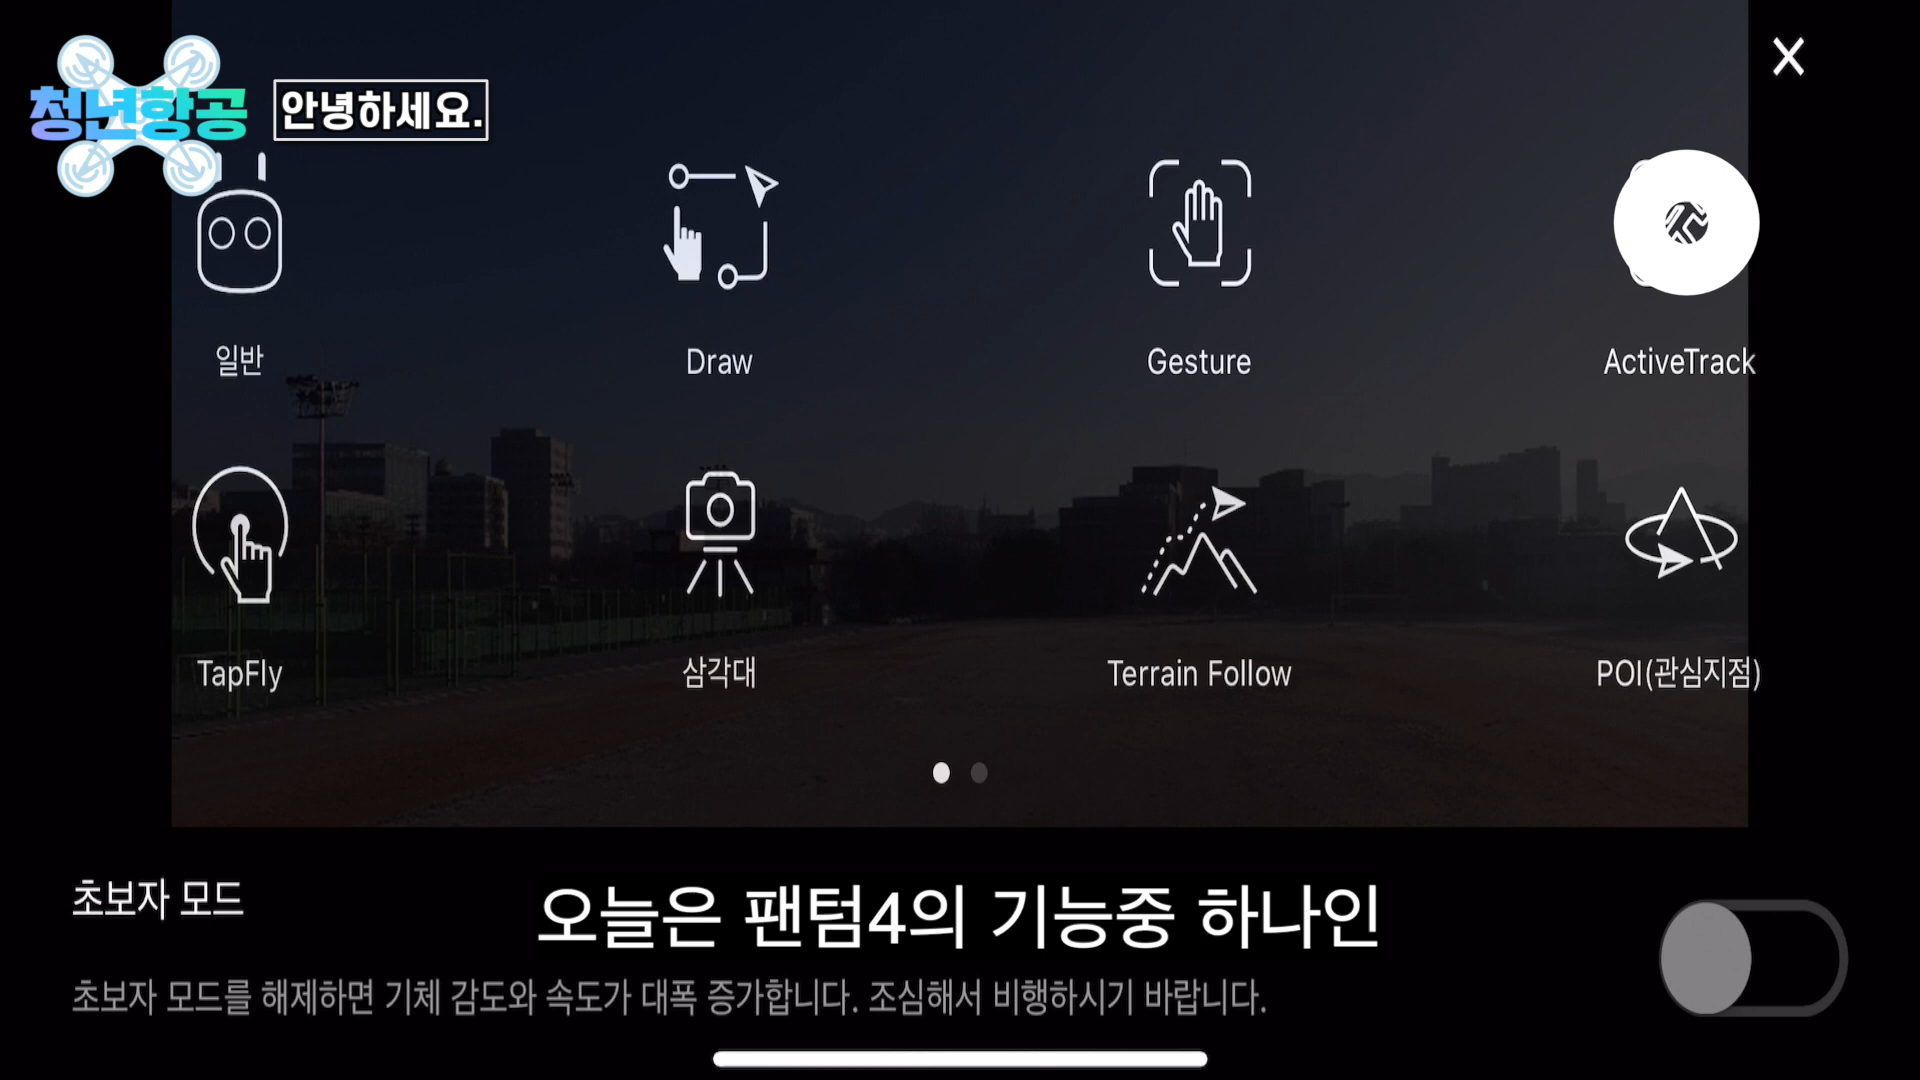 청년항공
안녕하세요.
일반
Draw
Gesture
ActiveTrack
TapFly
삼각대
Terrain Follow
POI(관심지점)
초보자 모드
오늘은 팬텀4의 기능중 하나인
초보자 모드를 해제하면 기체 감도와 속도가 대폭 증가합니다. 조심해서 비행하시기 바랍니다.